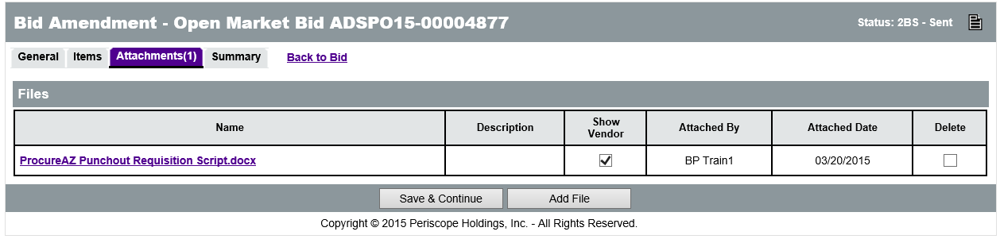 Bid Amendment - Open Market Bid ADSPO15-00004877
Status: 2BS - Sent
General
Items
Attachments(1)
Summary
Back to Bid
Files
Name
Description
Show
Vendor
Attached By
Attached Date
Delete
ProcureAZ Punchout Requisition Script.docx
BP Train1
03/20/2015
Save & Continue
Add File
Copyright © 2015 Periscope Holdings, Inc. - All Rights Reserved.